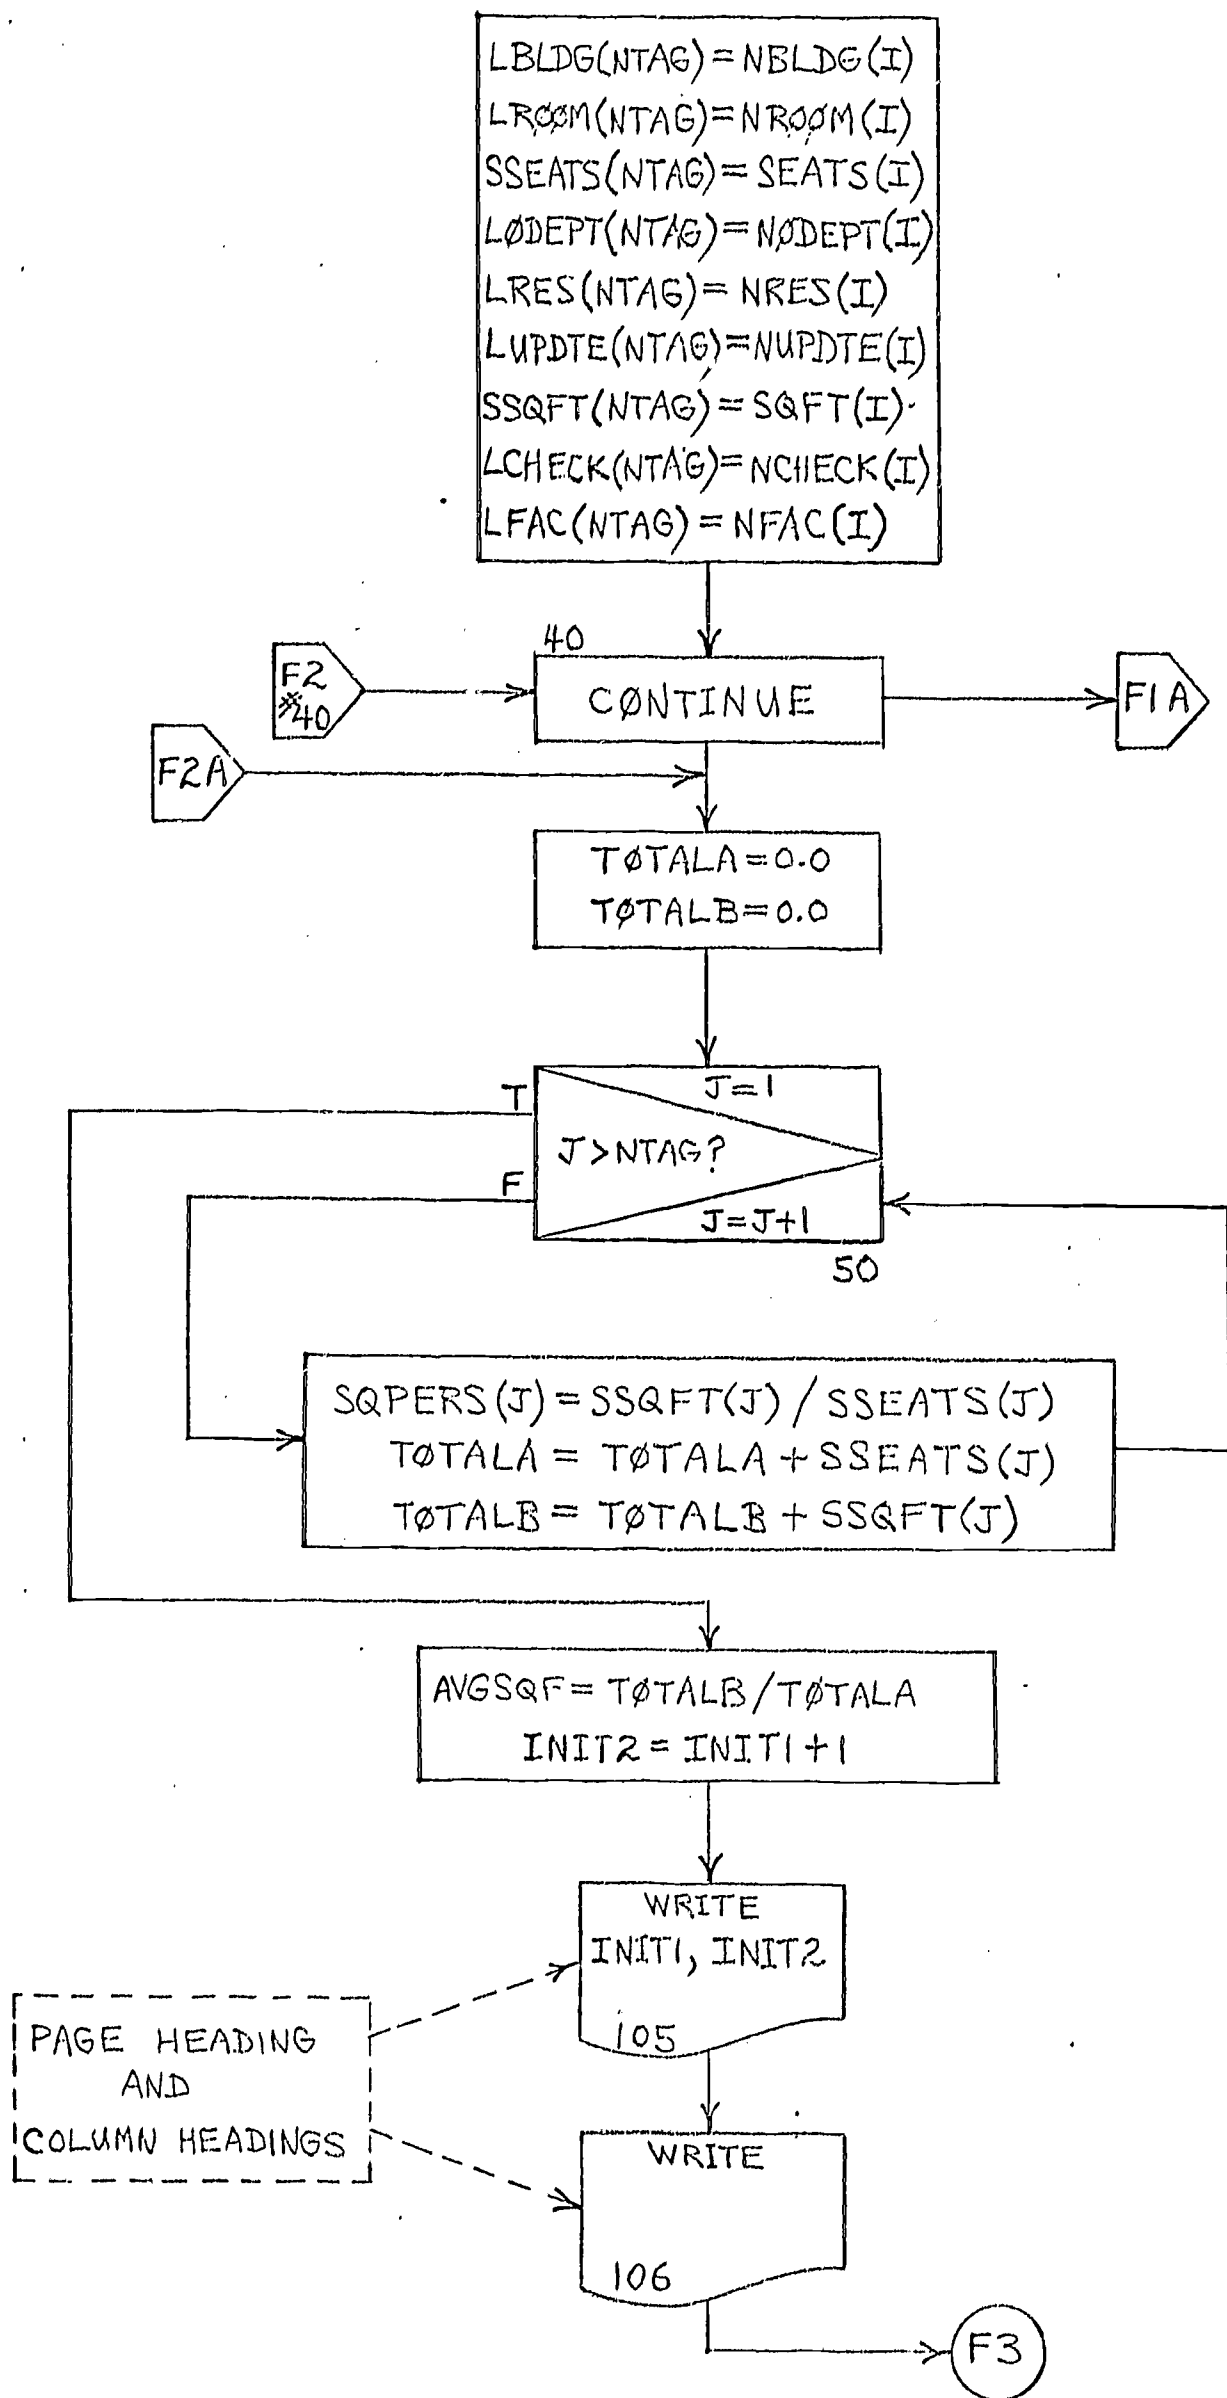 LBLDG(NTAG)=NBLDG(I)
LRØØM(NTAG)=NRØØM(I)
SSEATS(NTAG)=SEATS(I)
LØDEPT(NTAG)=NØDEPT(I)
LRES(NTAG)=NRES(I)
LUPDTE(NTAG)=NUPDTE(I)
SSQFT(NTAG)=SQFT(I)
LCHECK(NTAG)=NCHECK(I)
LFAC(NTAG)=NFAC(I)
40
F2
※40
CØNTINUE
F1A
F2A
TØTALA=0.0
TØTALB=0.0
T
J=1
J>NTAG?
F
J=J+1
50
SQPERS(J)=SSQFT(J)/SSEATS(J)
TØTALA=TØTALA+SSEATS(J)
TØTALB=TØTALB+SSQFT(J)
AVGSQF=TØTALB/TØTALA
INIT2=INIT1+1
WRITE
INIT1, INIT2
105
PAGE HEADING
AND
COLUMN HEADINGS
WRITE
106
F3